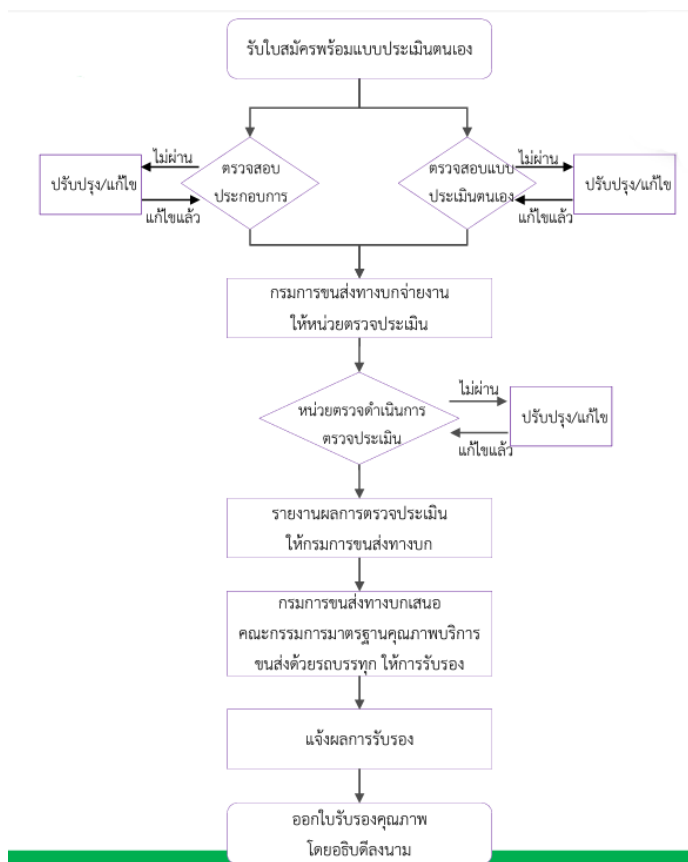 รับใบสมัครพร้อมแบบประเมินตนเอง
ไม่ผ่าน
ปรับปรุง/แก้ไข
แก้ไขแล้ว
ตรวจสอบ
ประกอบการ
ตรวจสอบแบบ
ประเมินตนเอง
ไม่ผ่าน
ปรับปรุง/แก้ไข
แก้ไขแล้ว
กรมการขนส่งทางบกจ่ายงาน
ให้หน่วยตรวจประเมิน
หน่วยตรวจดำเนินการ
ตรวจประเมิน
ไม่ผ่าน
ปรับปรุง/แก้ไข
แก้ไขแล้ว
รายงานผลการตรวจประเมิน
ให้กรมการขนส่งทางบก
กรมการขนส่งทางบกเสนอ
คณะกรรมการมาตรฐานคุณภาพบริการ
ขนส่งด้วยรถบรรทุก ให้การรับรอง
แจ้งผลการรับรอง
ออกใบรับรองคุณภาพ
โดยอธิบดีลงนาม